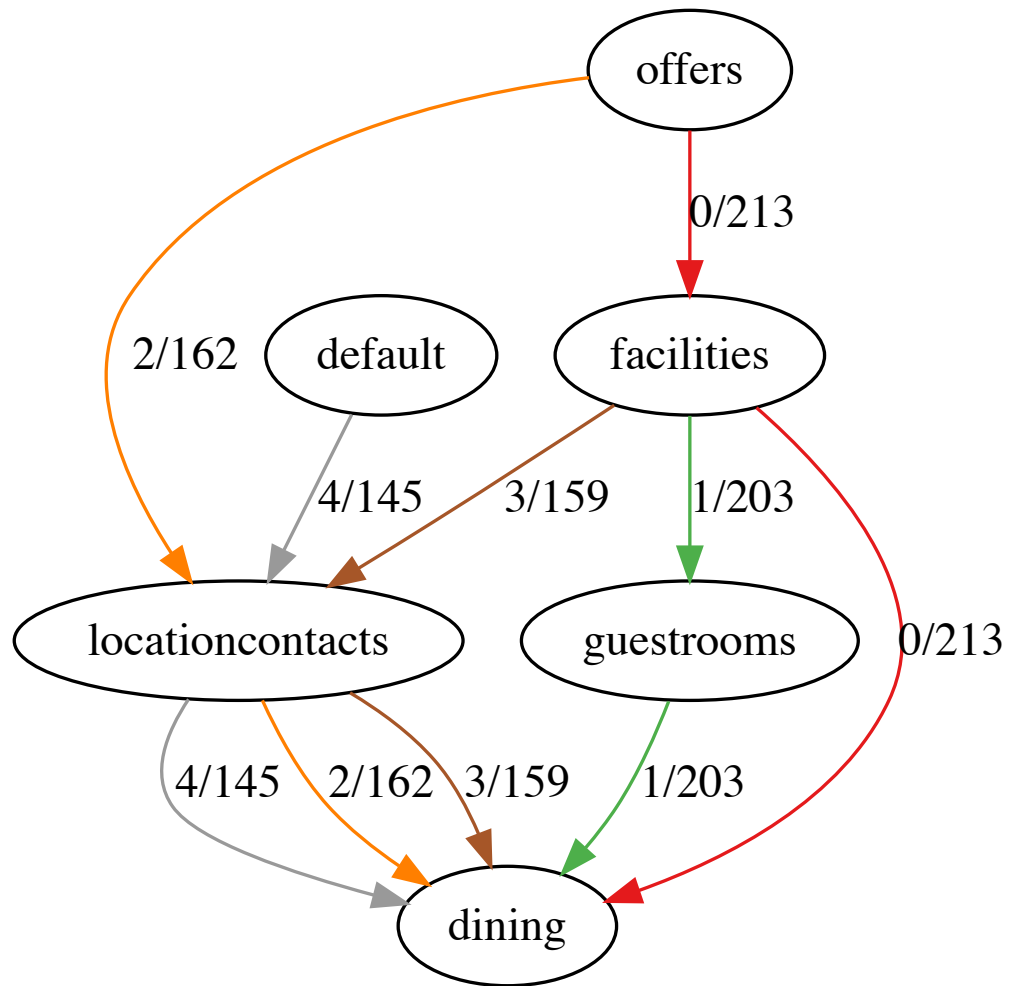 offers
0/213
2/162
default
facilities
4/145
3/159
1/203
locationcontacts
guestrooms
0/213
4/145
2/162
3/159
1/203
dining